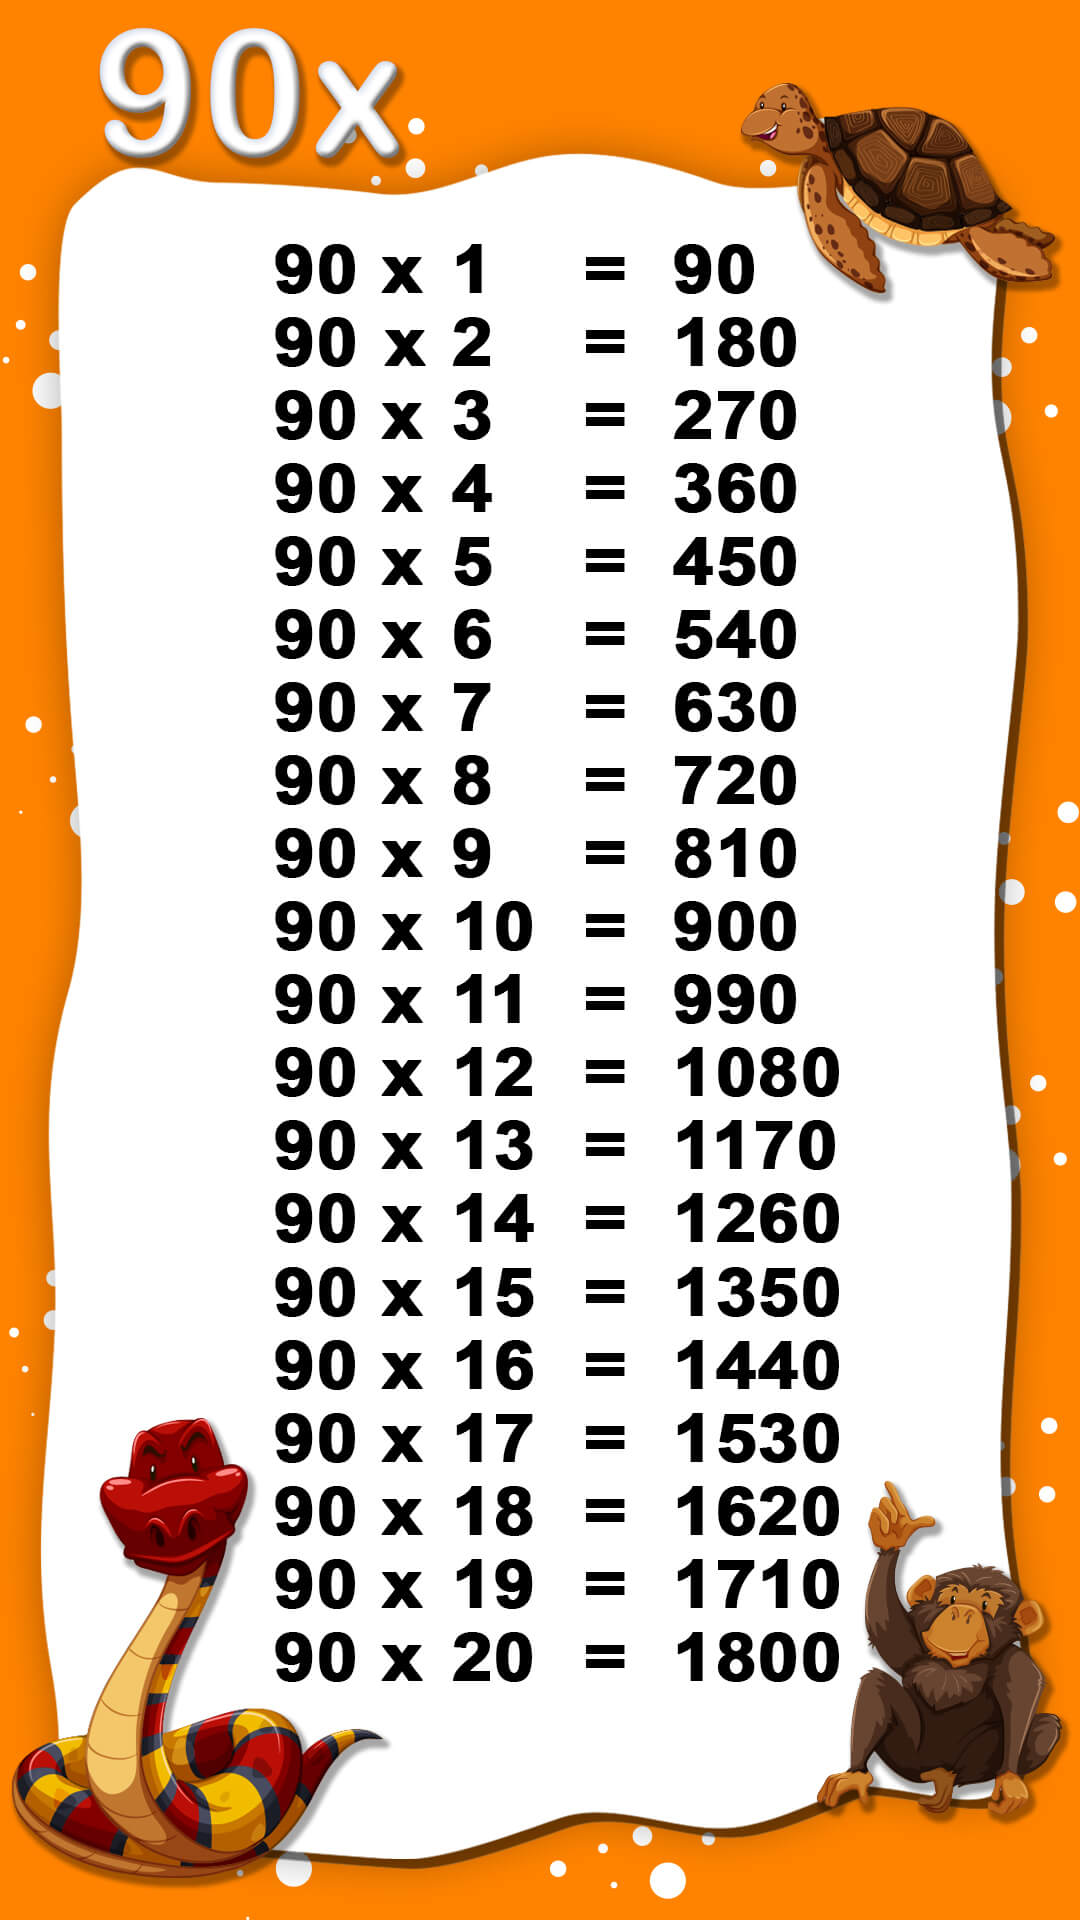 90x
90 x 1 = 90
90 x 2 = 180
90 x 3 = 270
90 x 4 = 360
90 x 5 = 450
90 x 6 = 540
90 x 7 = 630
90 x 8 = 720
90 x 9 = 810
90 x 10 = 900
90 x 11 = 990
90 x 12 = 1080
90 x 13 = 1170
90 x 14 = 1260
90 x 15 = 1350
90 x 16 = 1440
90 x 17 = 1530
90 x 18 = 1620
90 x 19 = 1710
90 x 20 = 1800